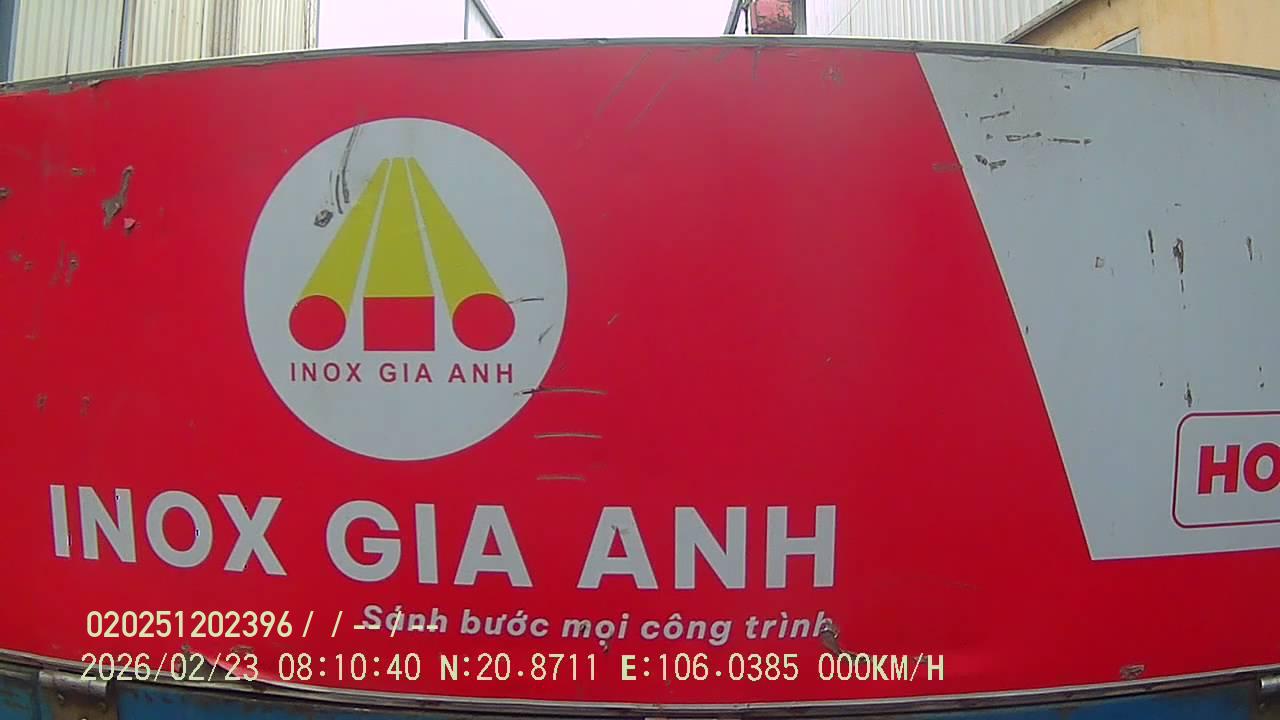 INOX GIA ANH
INOX GIA ANH
Sánh bước mọi công trình
HO
020251202396 / / -- / --
2026/02/23 08:10:40 N:20.8711 E:106.0385 000KM/H